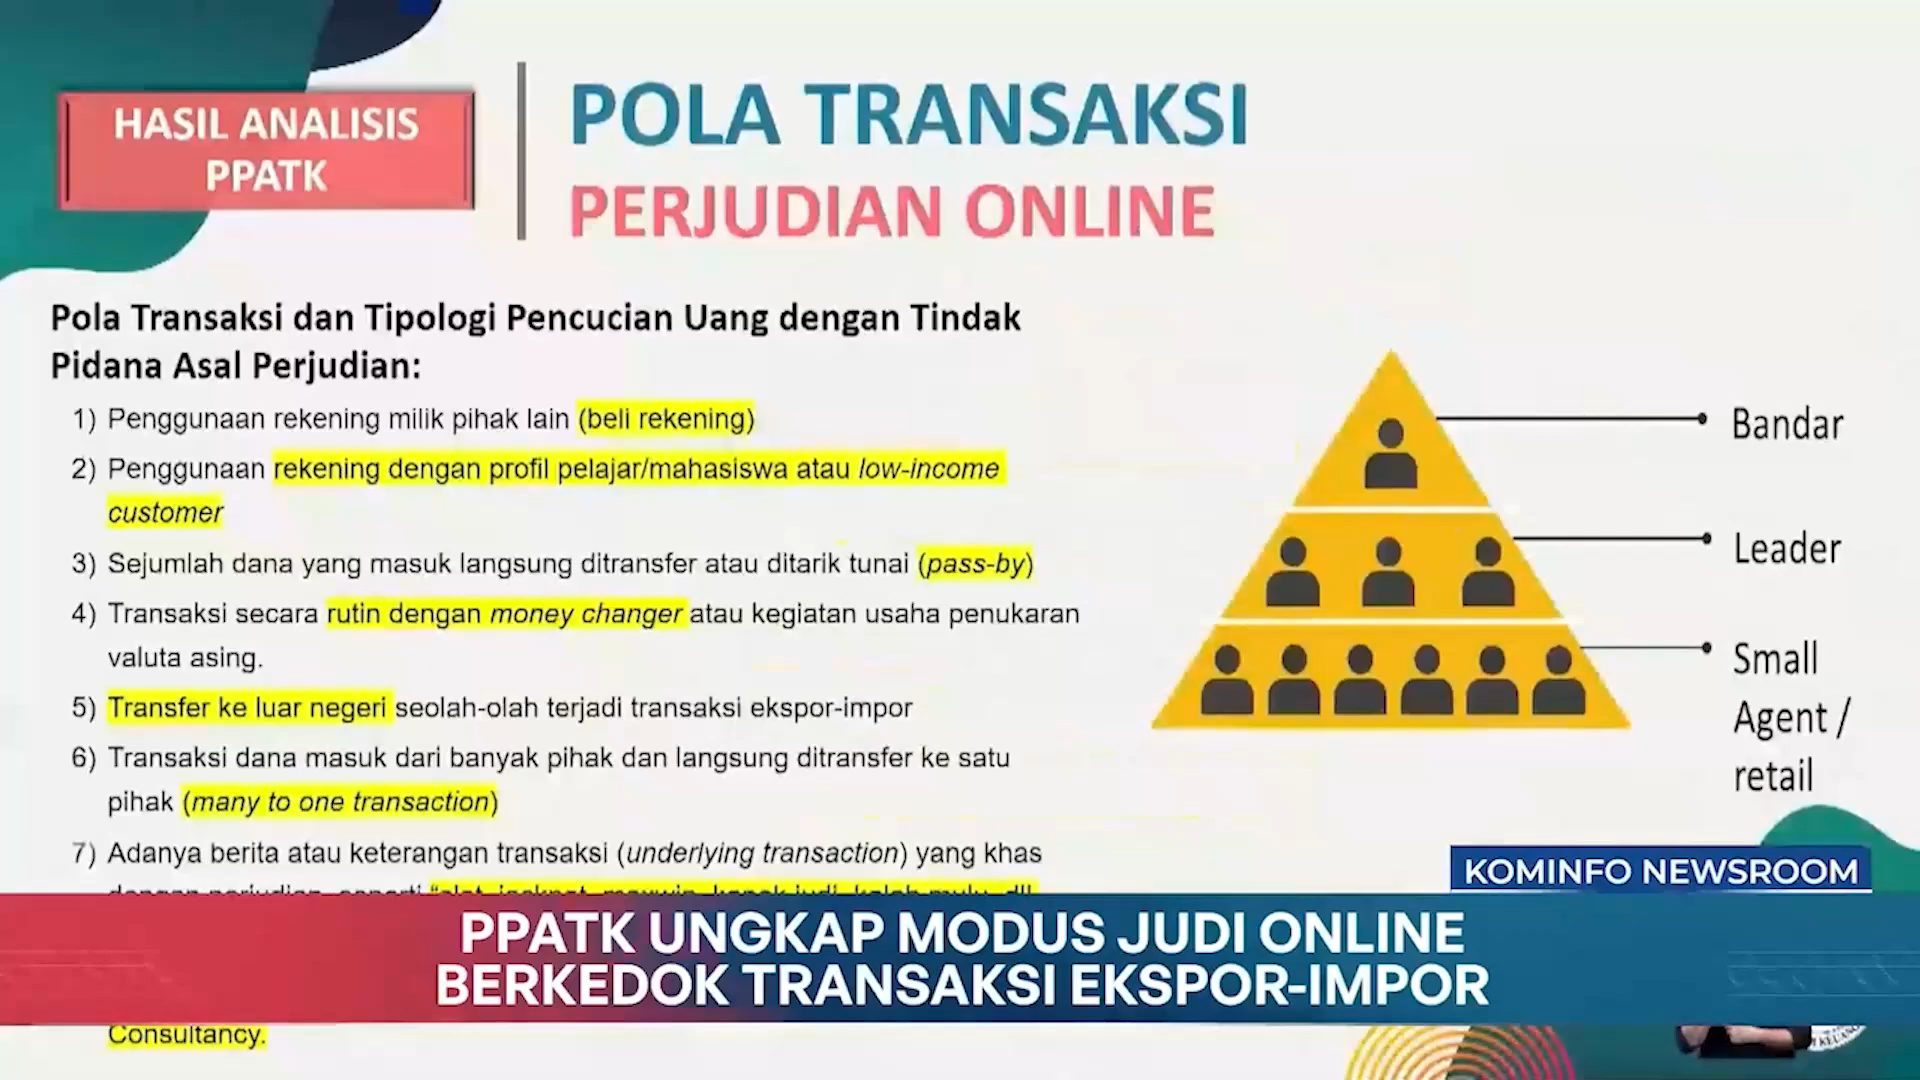 HASIL ANALISIS
PPATK
POLA TRANSAKSI
PERJUDIAN ONLINE
Pola Transaksi dan Tipologi Pencucian Uang dengan Tindak
Pidana Asal Perjudian:
1) Penggunaan rekening milik pihak lain (beli rekening)
2) Penggunaan rekening dengan profil pelajar/mahasiswa atau low-income
customer
3) Sejumlah dana yang masuk langsung ditransfer atau ditarik tunai (pass-by)
4) Transaksi secara rutin dengan money changer atau kegiatan usaha penukaran
valuta asing.
5) Transfer ke luar negeri seolah-olah terjadi transaksi ekspor-impor
6) Transaksi dana masuk dari banyak pihak dan langsung ditransfer ke satu
pihak (many to one transaction)
7) Adanya berita atau keterangan transaksi (underlying transaction) yang khas
Consultancy.
Bandar
Leader
Small
Agent /
retail
KOMINFO NEWSROOM
PPATK UNGKAP MODUS JUDI ONLINE
BERKEDOK TRANSAKSI EKSPOR-IMPOR